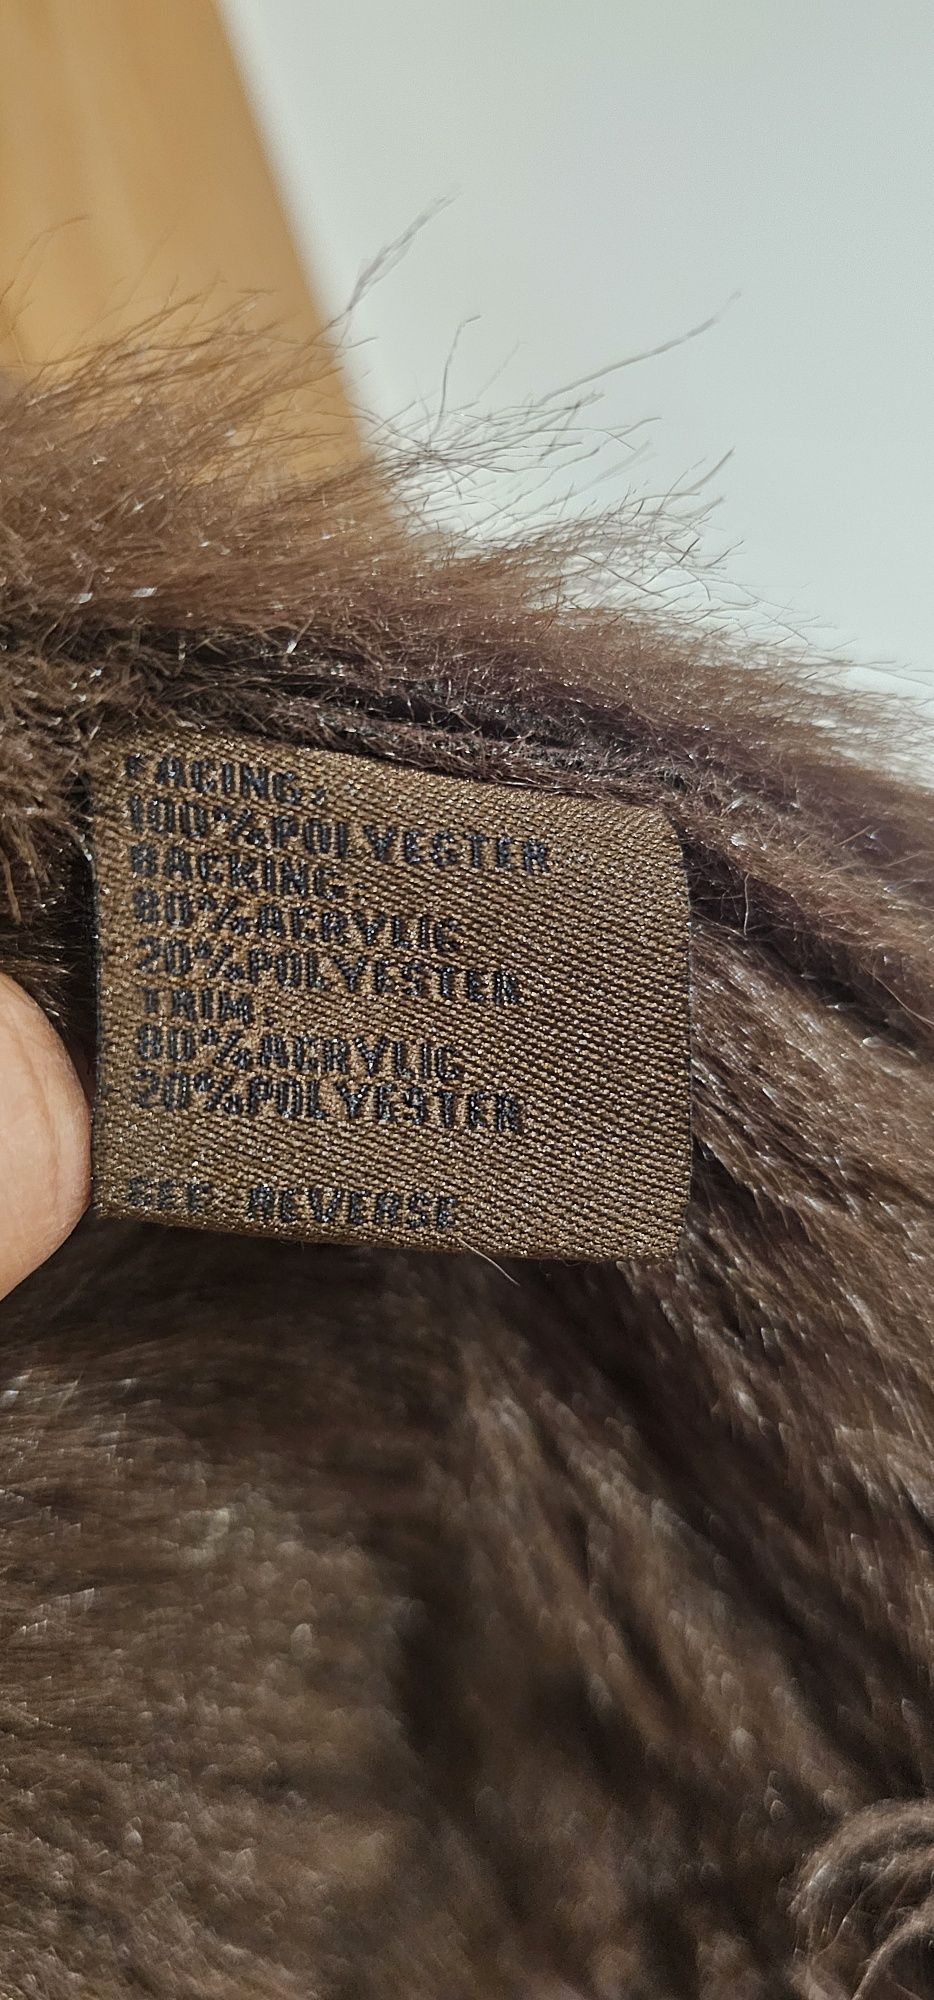 FACING:
100%POLYESTER
BACKING:
80%ACRYLIC
20%POLYESTER
TRIM:
80%ACRYLIC
20%POLYESTER
SEE REVERSE